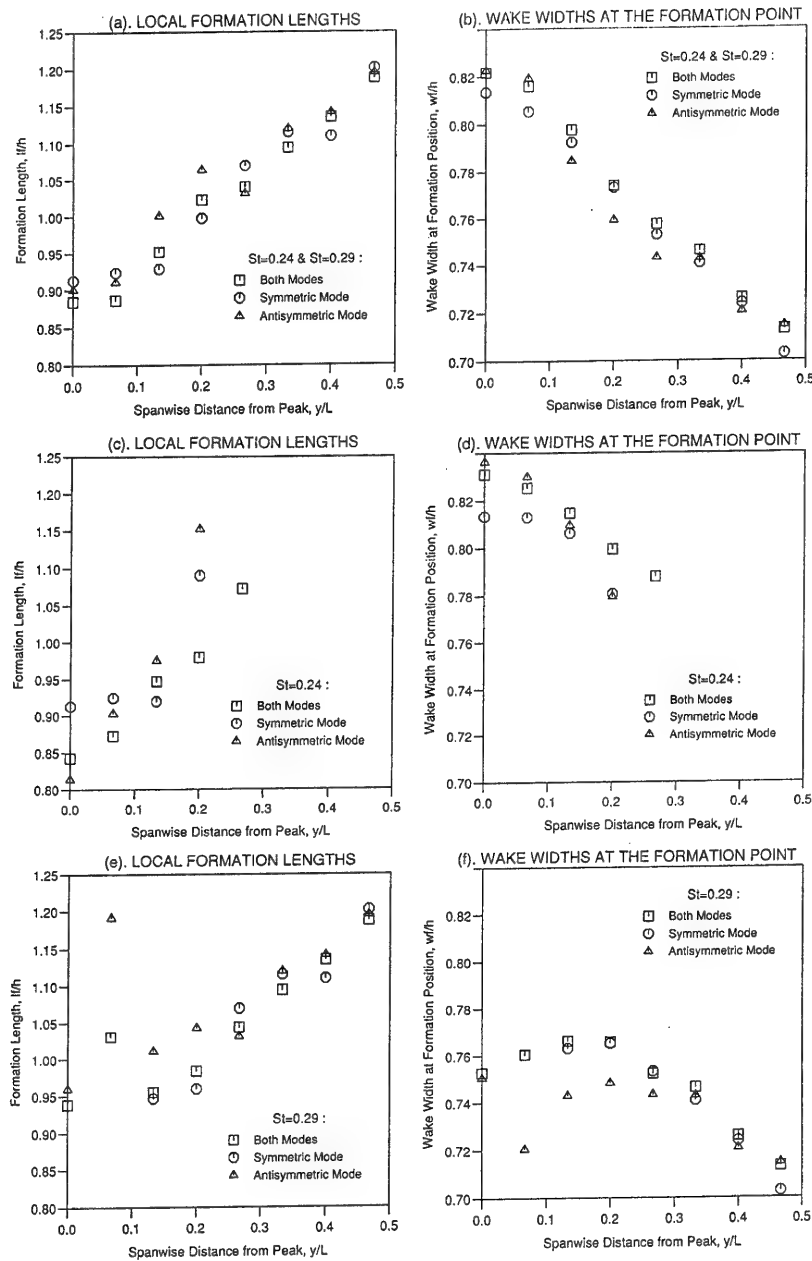 (a). LOCAL FORMATION LENGTHS
1.25
1.20
1.15
1.10
1.05
1.00
0.95
0.90
0.85
0.80
Formation Length, lf/h
St=0.24 & St=0.29 :
Both Modes
Symmetric Mode
Antisymmetric Mode
0.0 0.1 0.2 0.3 0.4 0.5
Spanwise Distance from Peak, y/L
(b). WAKE WIDTHS AT THE FORMATION POINT
0.82
0.80
0.78
0.76
0.74
0.72
0.70
Wake Width at Formation Position, wf/h
St=0.24 & St=0.29 :
Both Modes
Symmetric Mode
Antisymmetric Mode
0.0 0.1 0.2 0.3 0.4 0.5
Spanwise Distance from Peak, y/L
(c). LOCAL FORMATION LENGTHS
1.25
1.20
1.15
1.10
1.05
1.00
0.95
0.90
0.85
0.80
Formation Length, lf/h
St=0.24 :
Both Modes
Symmetric Mode
Antisymmetric Mode
0.0 0.1 0.2 0.3 0.4 0.5
Spanwise Distance from Peak, y/L
(d). WAKE WIDTHS AT THE FORMATION POINT
0.82
0.80
0.78
0.76
0.74
0.72
0.70
Wake Width at Formation Position, wf/h
St=0.24 :
Both Modes
Symmetric Mode
Antisymmetric Mode
0.0 0.1 0.2 0.3 0.4 0.5
Spanwise Distance from Peak, y/L
(e). LOCAL FORMATION LENGTHS
1.25
1.20
1.15
1.10
1.05
1.00
0.95
0.90
0.85
0.80
Formation Length, lf/h
St=0.29 :
Both Modes
Symmetric Mode
Antisymmetric Mode
0.0 0.1 0.2 0.3 0.4 0.5
Spanwise Distance from Peak, y/L
(f). WAKE WIDTHS AT THE FORMATION POINT
0.82
0.80
0.78
0.76
0.74
0.72
0.70
Wake Width at Formation Position, wf/h
St=0.29 :
Both Modes
Symmetric Mode
Antisymmetric Mode
0.0 0.1 0.2 0.3 0.4 0.5
Spanwise Distance from Peak, y/L